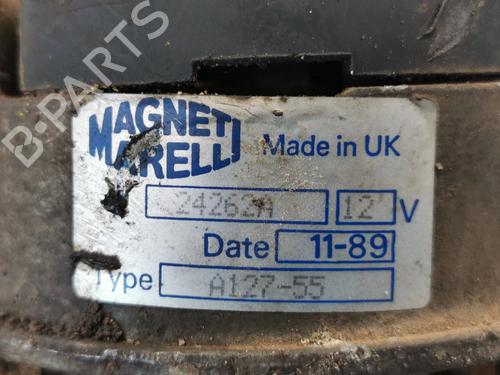 MAGNETI
MARELLI
Made in UK
24262A 12 V
Date 11-89
Type A127-55
B-PARTS